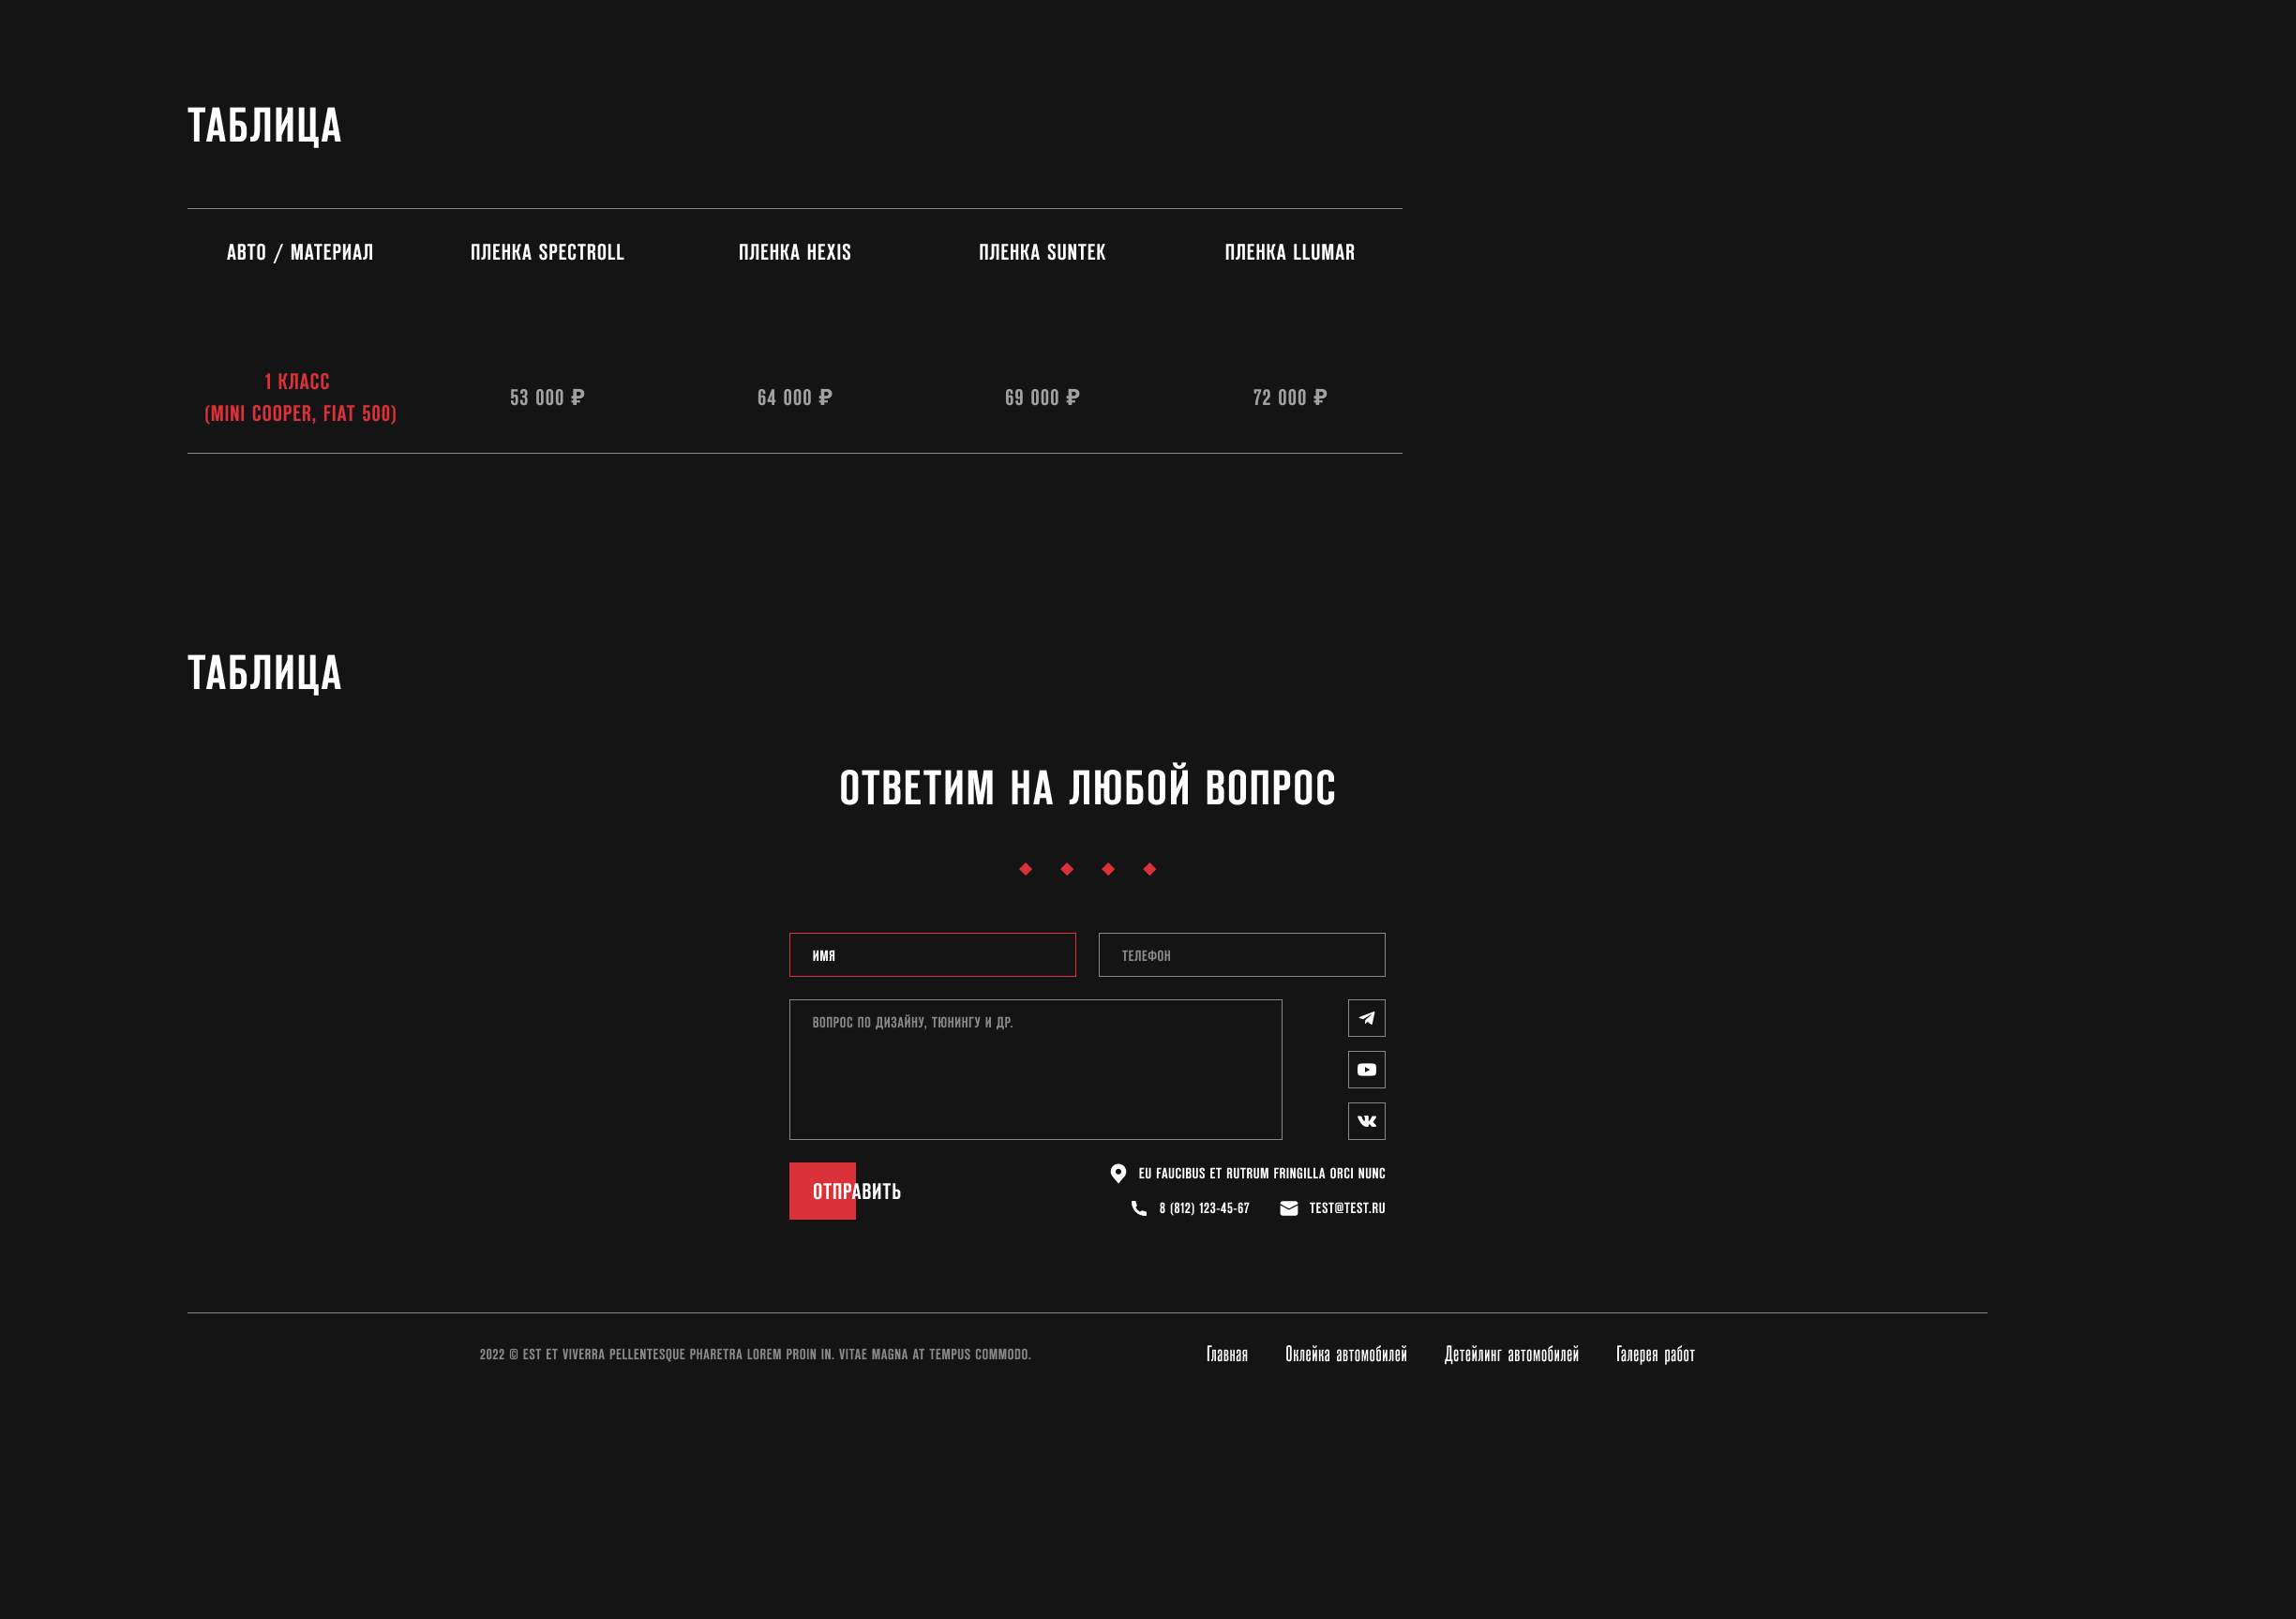 ТАБЛИЦА
АВТО / МАТЕРИАЛ ПЛЕНКА SPECTROLL ПЛЕНКА HEXIS ПЛЕНКА SUNTEK ПЛЕНКА LLUMAR
1 КЛАСС
(MINI COOPER, FIAT 500) 53 000 ₽ 64 000 ₽ 69 000 ₽ 72 000 ₽
ТАБЛИЦА
ОТВЕТИМ НА ЛЮБОЙ ВОПРОС
ИМЯ ТЕЛЕФОН
ВОПРОС ПО ДИЗАЙНУ, ТЮНИНГУ И ДР.
EU FAUCIBUS ET RUTRUM FRINGILLA ORCI NUNC
ОТПРАВИТЬ
8 (812) 123-45-67 TEST@TEST.RU
2022 © EST ET VIVERRA PELLENTESQUE PHARETRA LOREM PROIN IN. VITAE MAGNA AT TEMPUS COMMODO. Главная Оклейка автомобилей Детейлинг автомобилей Галерея работ